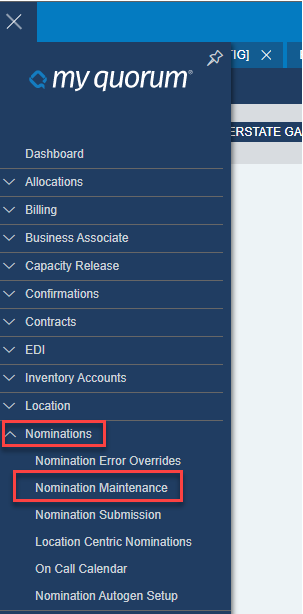 IG]
my quorum®
Dashboard
ERSTATE GA
Allocations
Billing
Business Associate
Capacity Release
Confirmations
Contracts
EDI
Inventory Accounts
Location
Nominations
Nomination Error Overrides
Nomination Maintenance
Nomination Submission
Location Centric Nominations
On Call Calendar
Nomination Autogen Setup